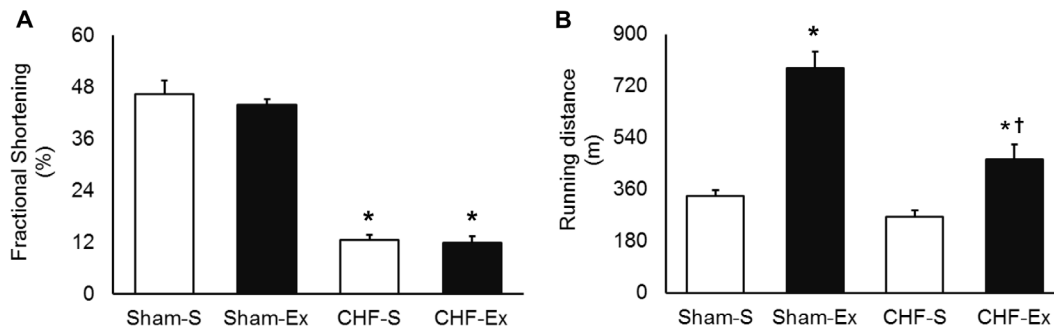 A
Fractional Shortening
(%)
60
48
36
24
12
0
*
*
Sham-S
Sham-Ex
CHF-S
CHF-Ex
B
Running distance
(m)
900
720
540
360
180
0
*
*†
Sham-S
Sham-Ex
CHF-S
CHF-Ex